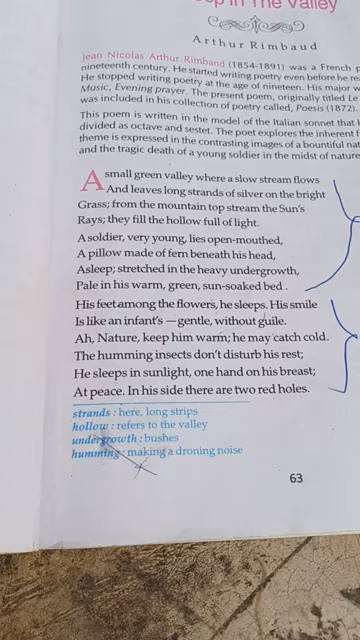 in The Valley
Arthur Rimbaud
Jean Nicolas Arthur Rimbaud (1854-1891) was a French
nineteenth century. He started writing poetry even before he
He stopped writing poetry at the age of nineteen. His major
Music, Evening prayer. The present poem, originally titled Le
was included in his collection of poetry called, Poesis (1872).
This poem is written in the model of the Italian sonnet that
divided as octave and sestet. The poet explores the inherent
theme is expressed in the contrasting images of a bountiful
and the tragic death of a young soldier in the midst of nature
A small green valley where a slow stream flows
And leaves long strands of silver on the bright
Grass; from the mountain top stream the Sun's
Rays; they fill the hollow full of light.
A soldier, very young, lies open-mouthed,
A pillow made of fern beneath his head,
Asleep; stretched in the heavy undergrowth,
Pale in his warm, green, sun-soaked bed.
His feet among the flowers, he sleeps. His smile
Is like an infant's — gentle, without guile.
Ah, Nature, keep him warm; he may catch cold.
The humming insects don't disturb his rest;
He sleeps in sunlight, one hand on his breast;
At peace. In his side there are two red holes.
strands : here, long strips
hollow : refers to the valley
undergrowth : bushes
humming : making a droning noise
63